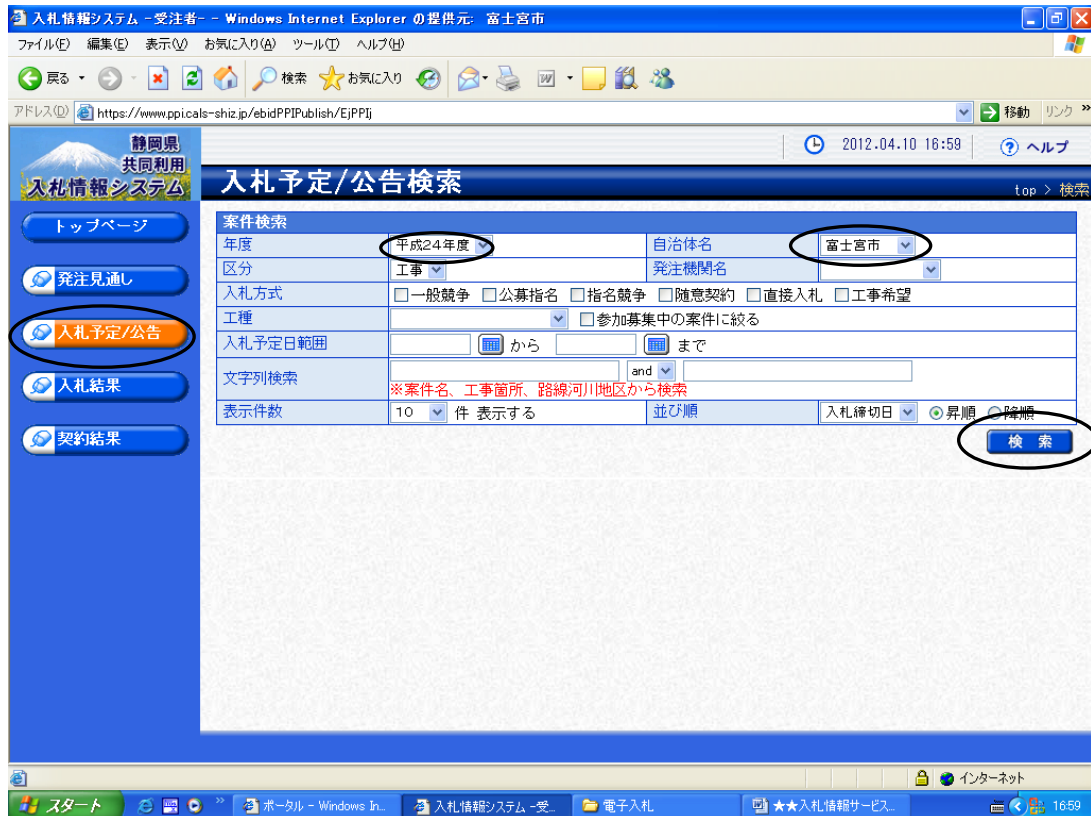 入札情報システム -受注者- - Windows Internet Explorer の提供元: 富士宮市
ファイル(F) 編集(E) 表示(V) お気に入り(A) ツール(T) ヘルプ(H)
戻る 検索 お気に入り
アドレス(D) https://www.ppi.cals-shiz.jp/ebidPPIPublish/EjPPIj 移動 リンク »
静岡県
共同利用
入札情報システム
2012.04.10 16:59 ヘルプ
入札予定/公告検索
top > 検索
トップページ
発注見通し
入札予定/公告
入札結果
契約結果
案件検索
年度 平成24年度 自治体名 富士宮市
区分 工事 発注機関名
入札方式 一般競争 公募指名 指名競争 随意契約 直接入札 工事希望
工種 参加募集中の案件に絞る
入札予定日範囲 から まで
文字列検索 and
※案件名、工事箇所、路線河川地区から検索
表示件数 10 件 表示する 並び順 入札締切日 昇順 降順
検 索
インターネット
スタート » ポータル - Windows In... 入札情報システム -受... 電子入札 ★★入札情報サービス... 16:59